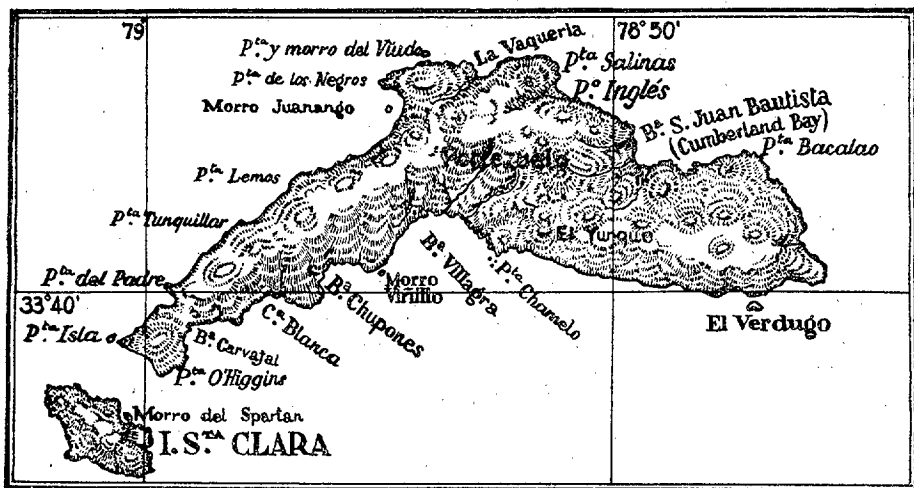 79
78°50'
Pta y morro del Viudo
La Vaquería
Pta de los Negros
Pta Salinas
Po Inglés
Morro Juanango
Ba S. Juan Bautista
(Cumberland Bay)
Pta Bacalao
Portezuelo
Pta Lemos
Pta Tunquillar
El Yunque
Pta del Padre
33°40'
Ba Villagra
Pta Chamelo
Morro
Viñillo
Ba Chupones
Ca Blanca
El Verdugo
Pta Isla
Ba Carvajal
Pta O'Higgins
Morro del Spartan
I. STA CLARA